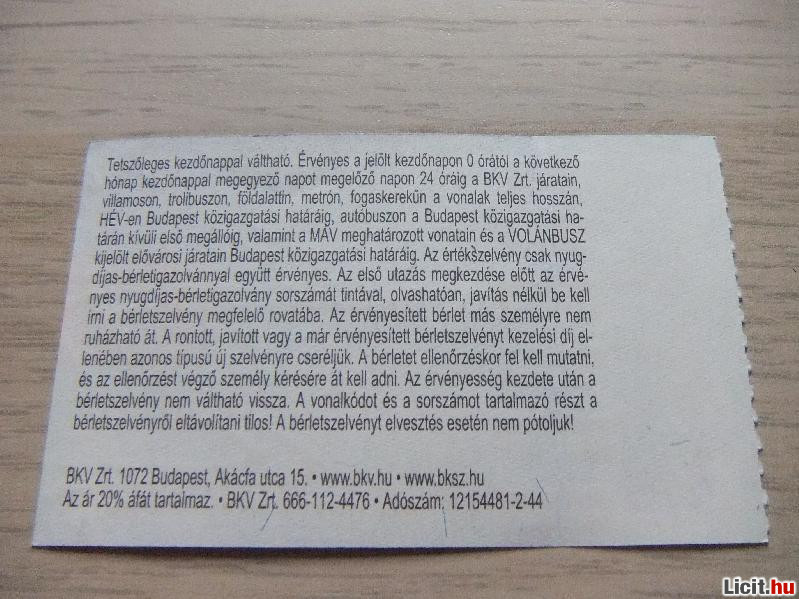 Tetszőleges kezdőnappal váltható. Érvényes a jelölt kezdőnapon 0 órától a következő
hónap kezdőnappal megegyező napot megelőző napon 24 óráig a BKV Zrt. járatain,
villamoson, trolibuszon, földalattin, metrón, fogaskerekűn a vonalak teljes hosszán,
HÉV-en Budapest közigazgatási határáig, autóbuszon a Budapest közigazgatási ha-
tárán kívüli első megállóig, valamint a MÁV meghatározott vonatain és a VOLÁNBUSZ
kijelölt elővárosi járatain Budapest közigazgatási határáig. Az értékszelvény csak nyug-
díjas-bérletigazolvánnyal együtt érvényes. Az első utazás megkezdése előtt az érvé-
nyes nyugdíjas-bérletigazolvány sorszámát tintával, olvashatóan, javítás nélkül be kell
írni a bérletszelvény megfelelő rovatába. Az érvényesített bérlet más személyre nem
ruházható át. A rontott, javított vagy a már érvényesített bérletszelvényt kezelési díj el-
lenében azonos típusú új szelvényre cseréljük. A bérletet ellenőrzéskor fel kell mutatni,
és az ellenőrzést végző személy kérésére át kell adni. Az érvényesség kezdete után a
bérletszelvény nem váltható vissza. A vonalkódot és a sorszámot tartalmazó részt a
bérletszelvényről eltávolítani tilos! A bérletszelvényt elvesztés esetén nem pótoljuk!
BKV Zrt. 1072 Budapest, Akácfa utca 15. • www.bkv.hu • www.bksz.hu
Az ár 20% áfát tartalmaz. • BKV Zrt. 666-112-4476 • Adószám: 12154481-2-44
Licit.hu